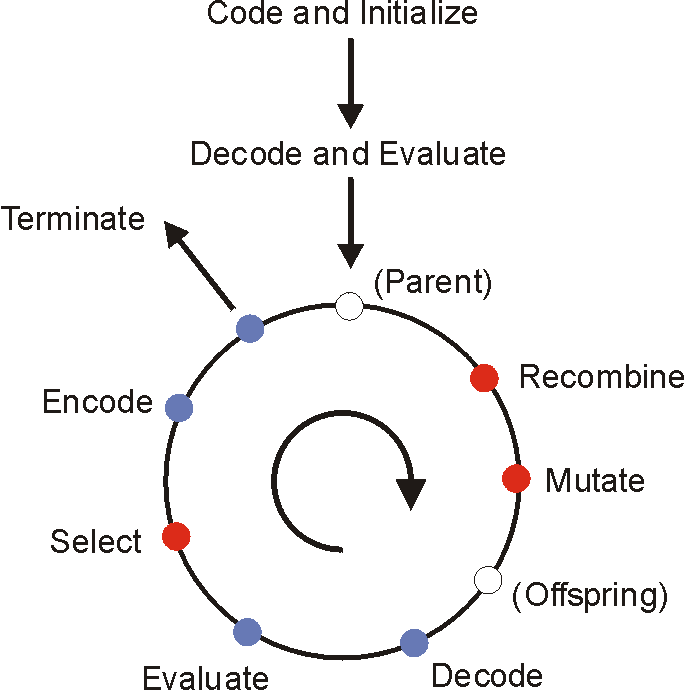 Code and Initialize
Decode and Evaluate
Terminate
(Parent)
Recombine
Encode
Mutate
Select
(Offspring)
Evaluate
Decode